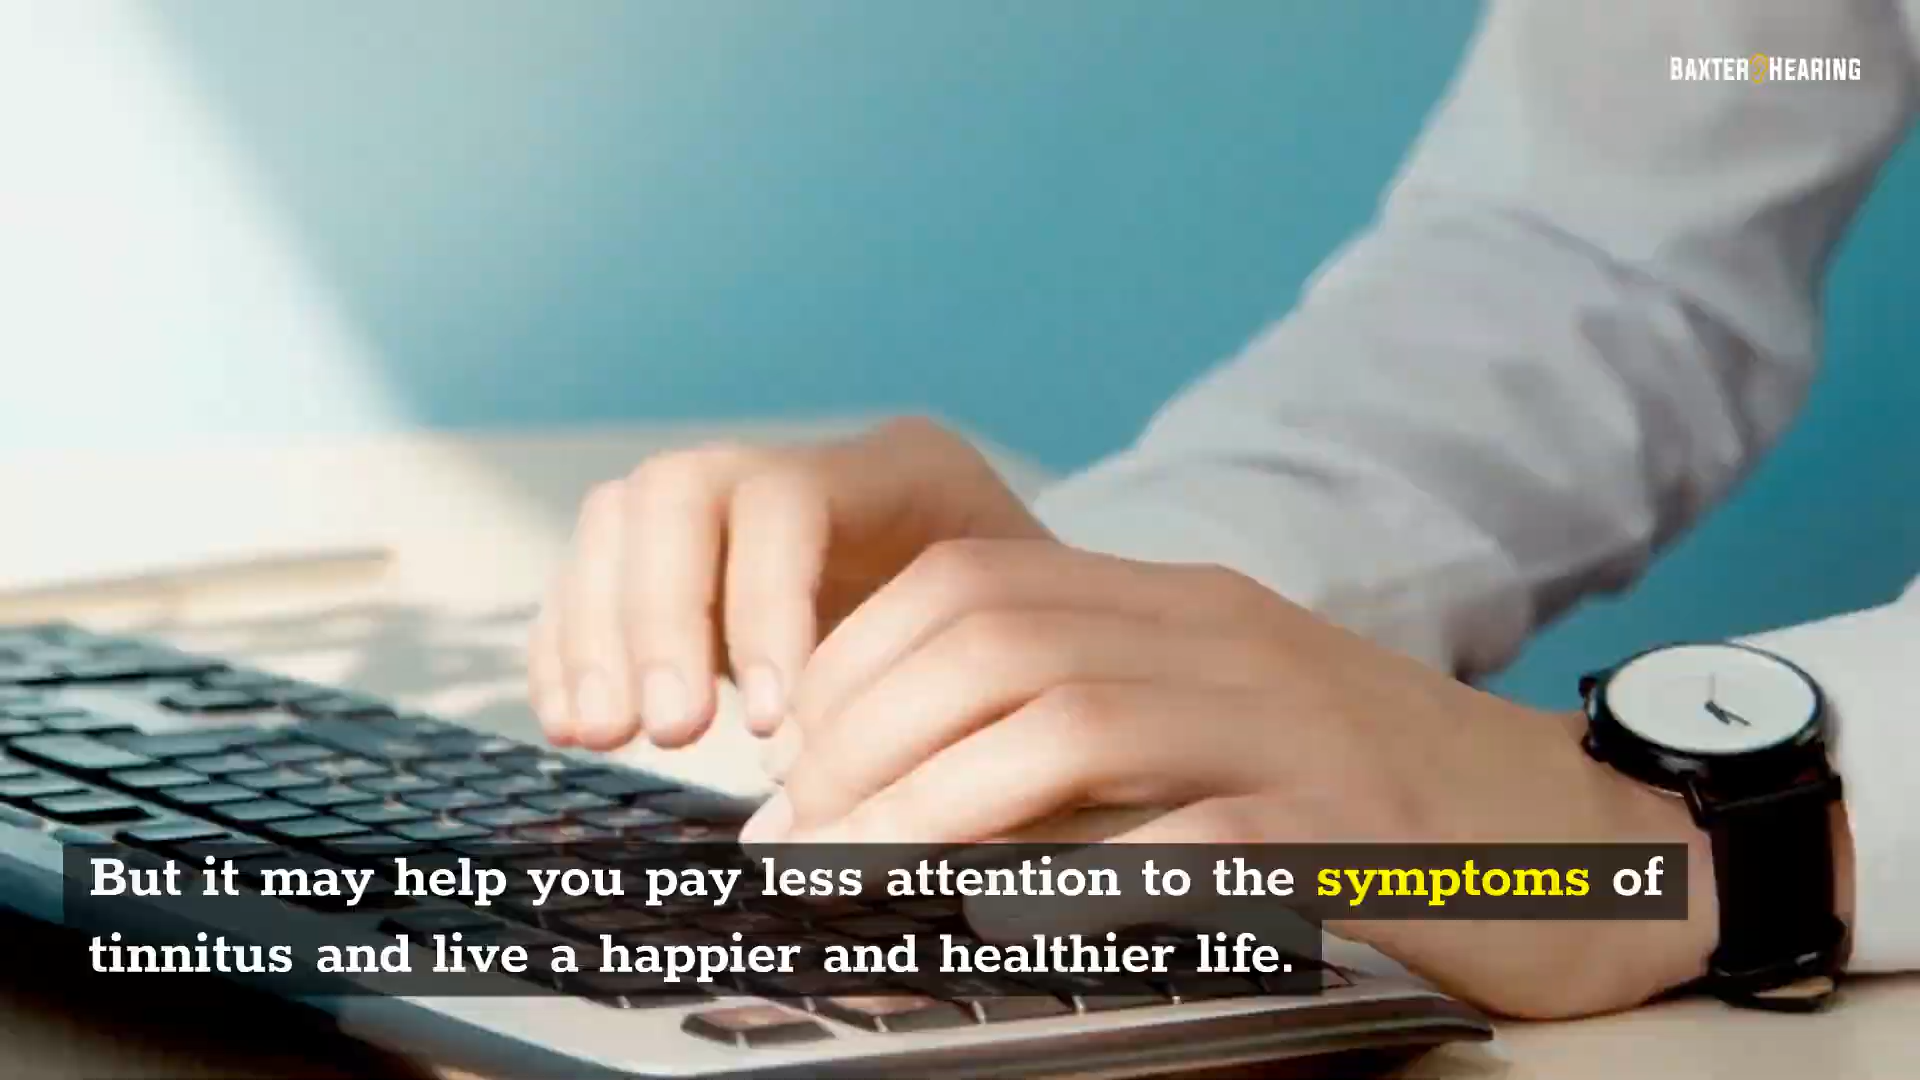 BAXTER HEARING
But it may help you pay less attention to the symptoms of
tinnitus and live a happier and healthier life.